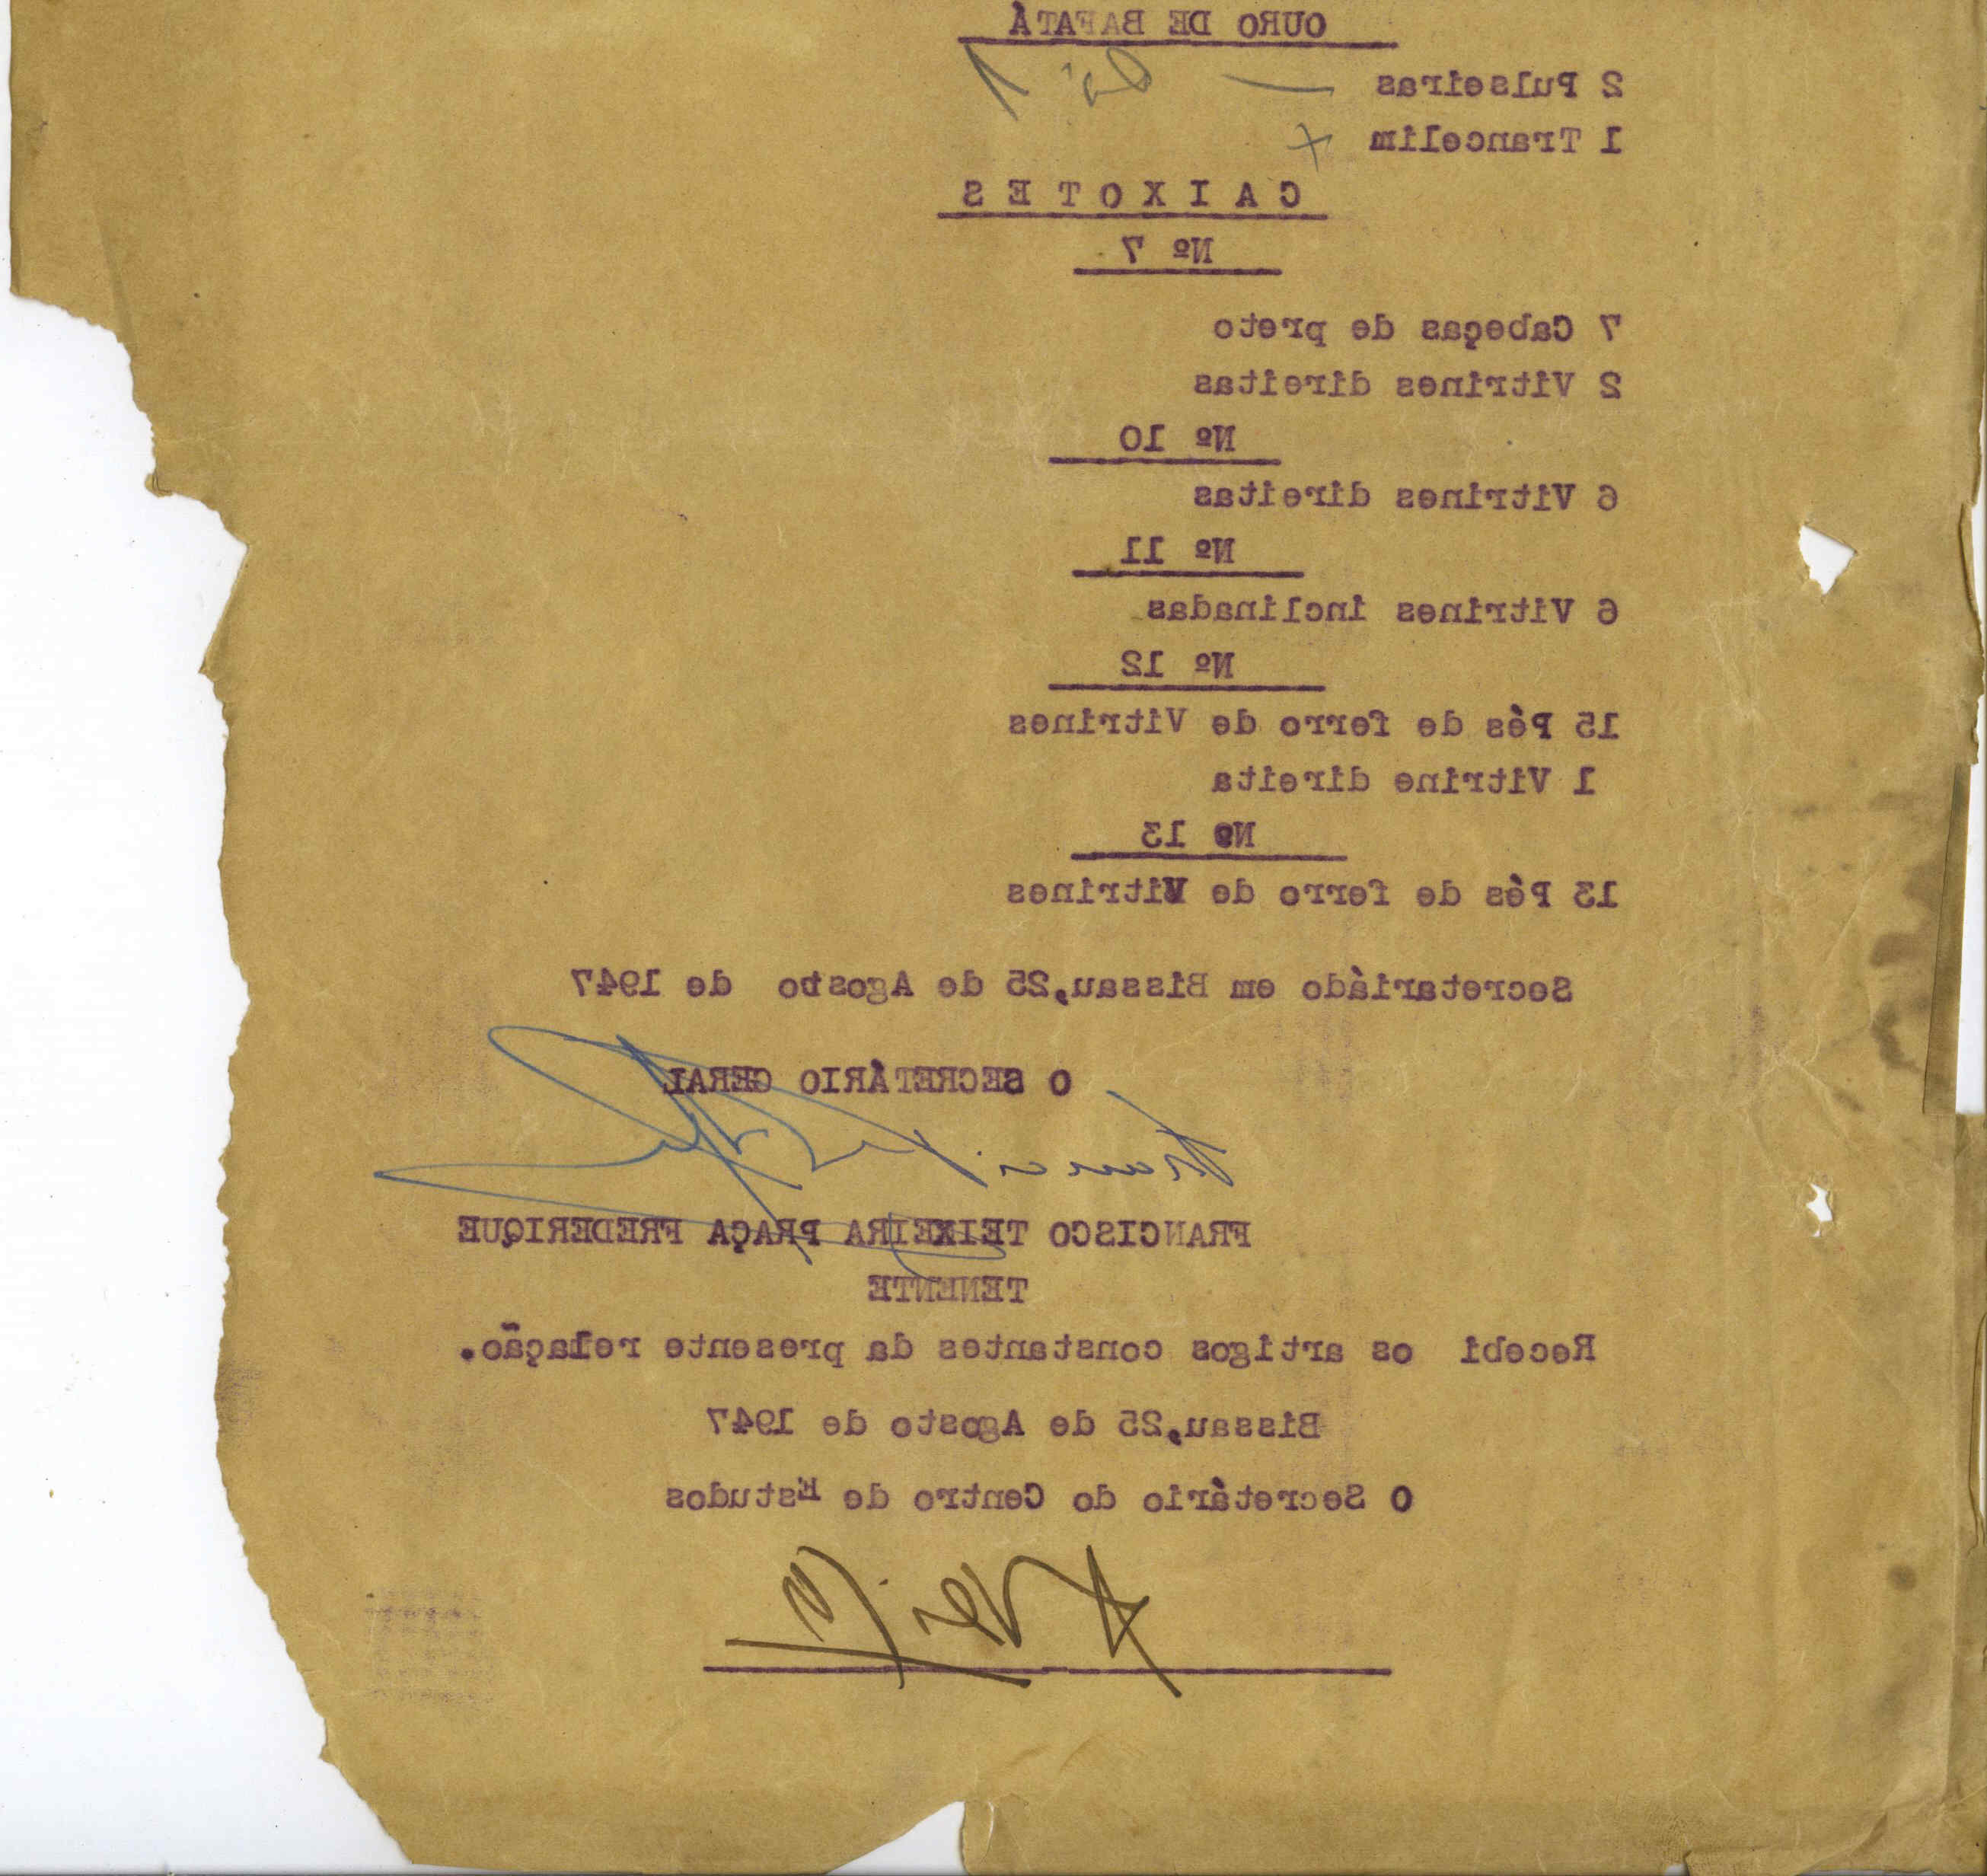 OURO DE BAFATÁ
2 Pulseiras — só 1
1 Trancelim x
C A I X O T E S
Nº 7
7 Cabeças de preto
2 Vitrines direitas
Nº 10
6 Vitrines direitas
Nº 11
6 Vitrines inclinadas
Nº 12
15 Pés de ferro de Vitrines
1 Vitrine direita
Nº 13
13 Pés de ferro de Vitrines
Secretariádo em Bissau,25 de Agosto de 1947
O SECRETÁRIO GERAL
FRANCISCO TEIXEIRA PRAÇA FREDERIQUE
TENENTE
Recebi os artigos constantes da presente relação.
Bissau,25 de Agosto de 1947
O Secretário do Centro de Estudos